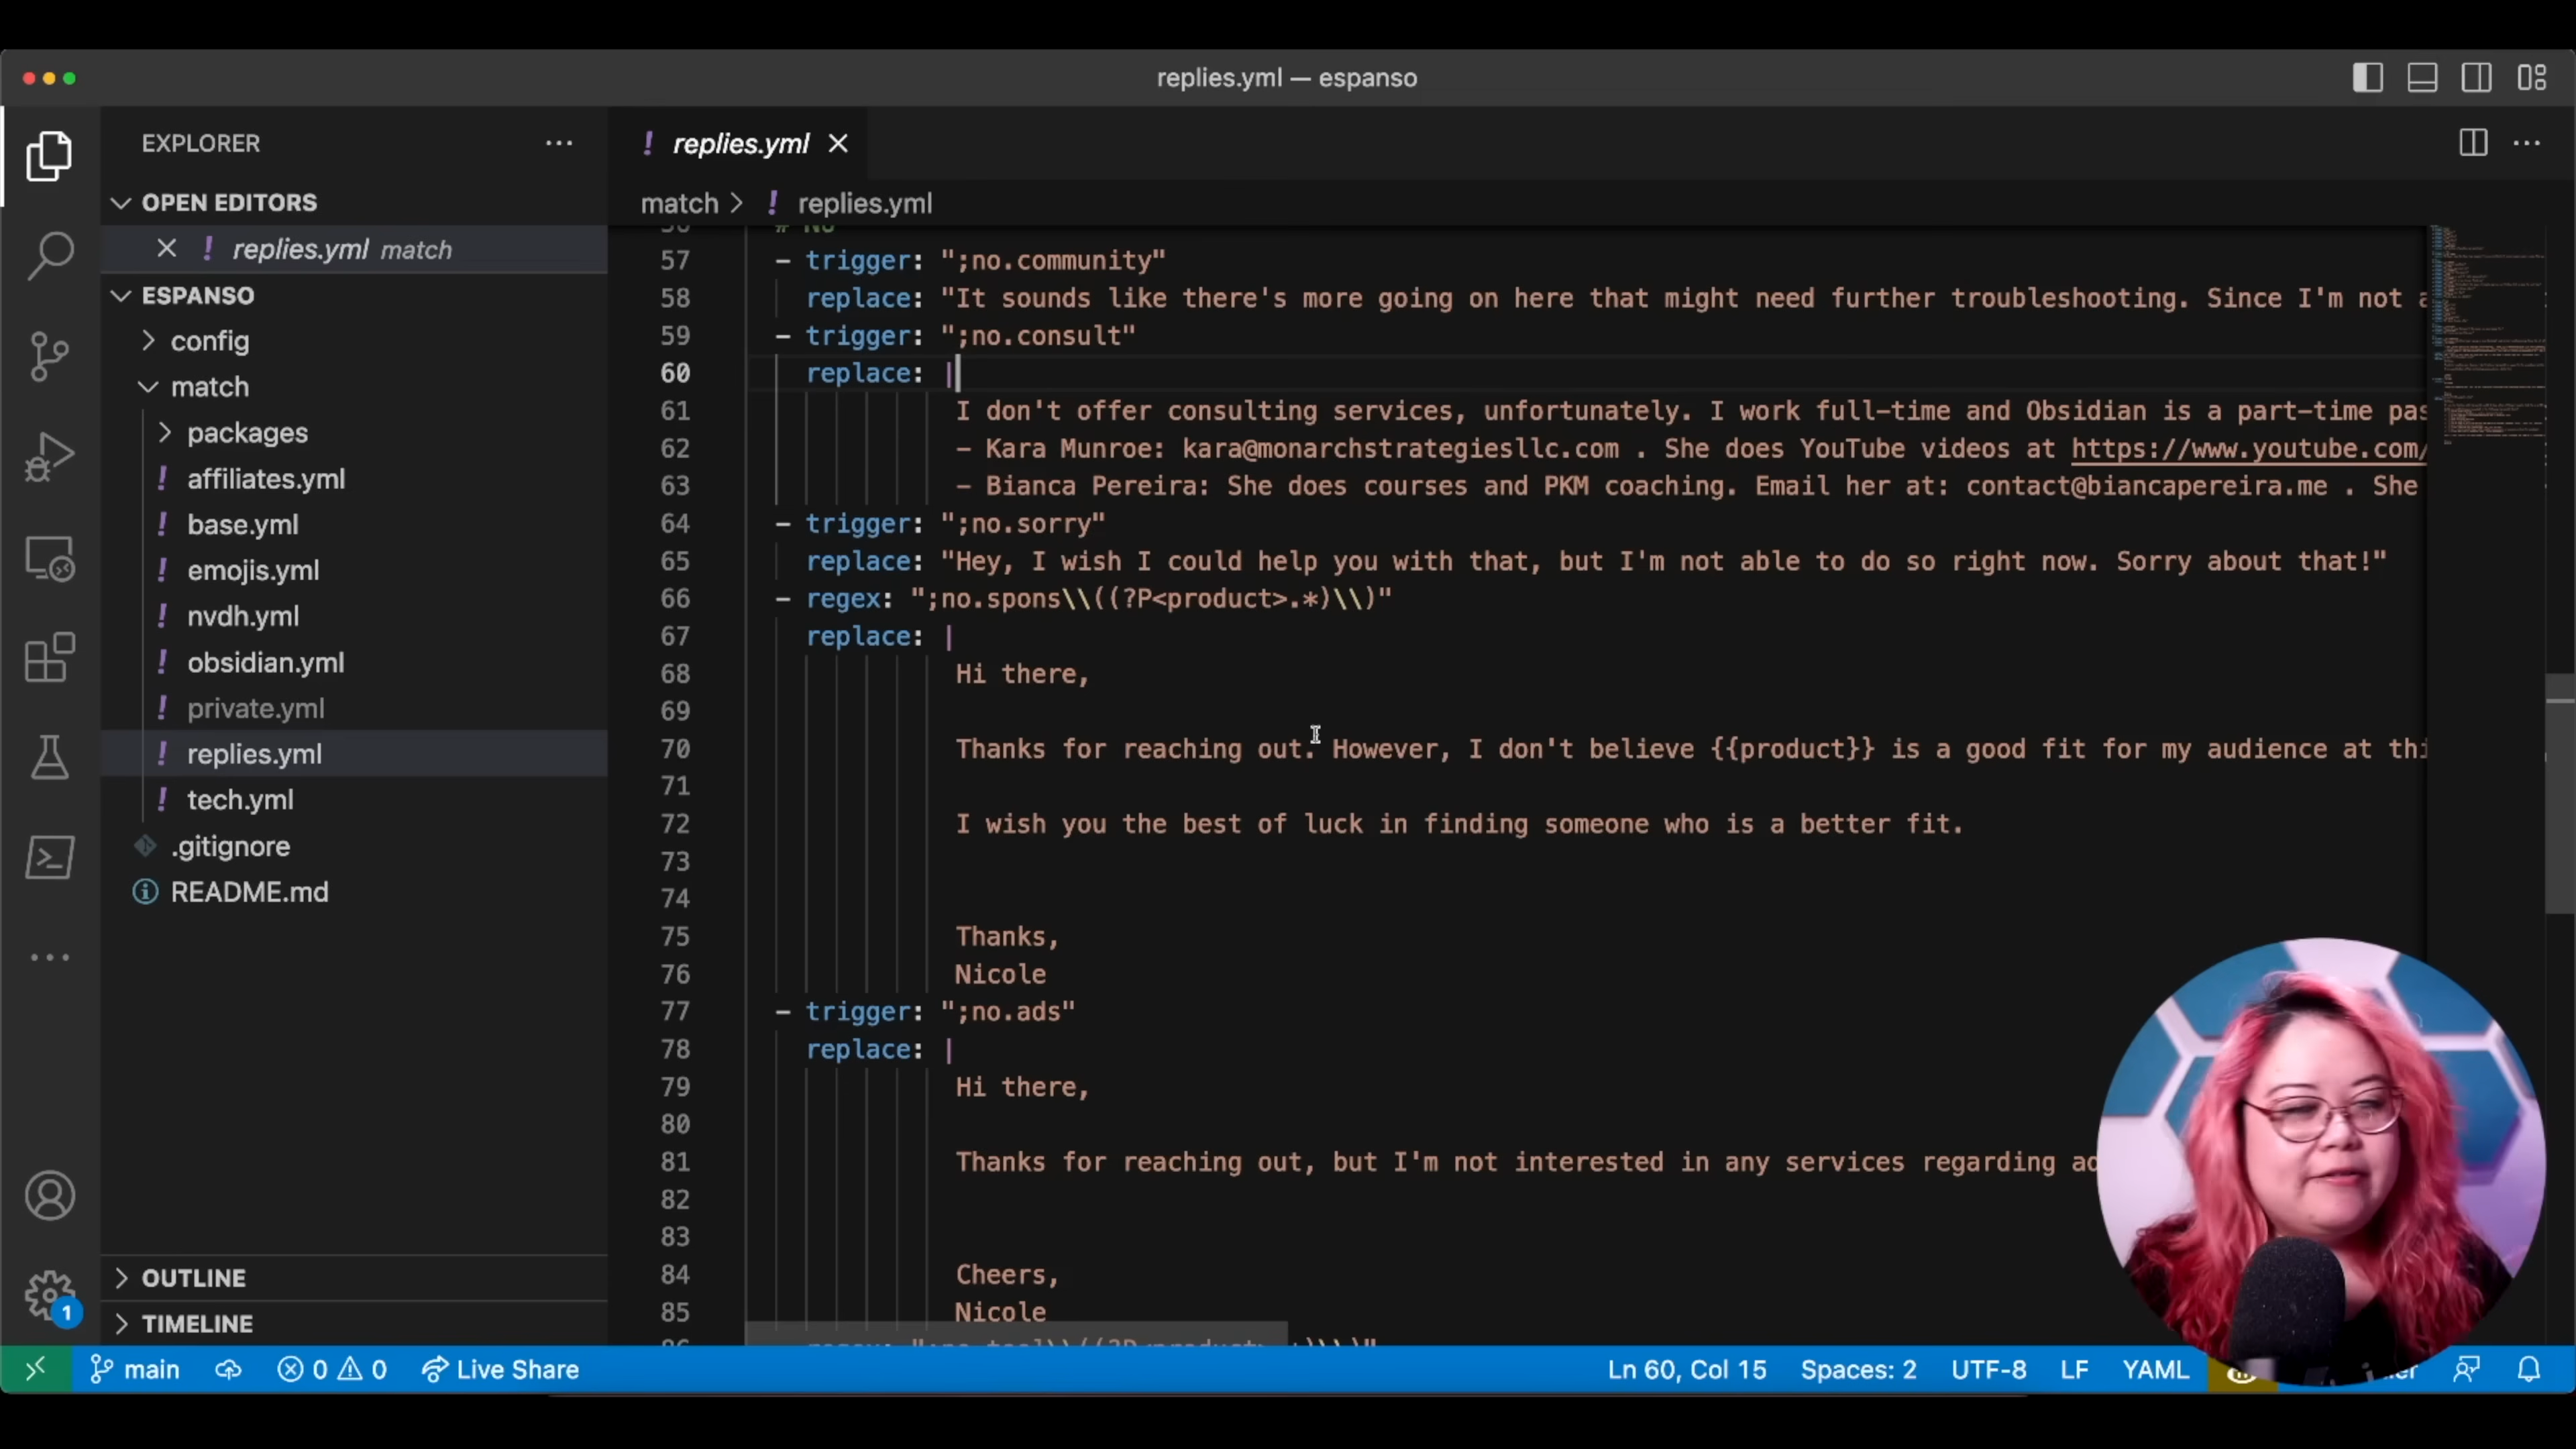 replies.yml — espanso
EXPLORER
OPEN EDITORS
replies.yml match
ESPANSO
config
match
packages
affiliates.yml
base.yml
emojis.yml
nvdh.yml
obsidian.yml
private.yml
replies.yml
tech.yml
.gitignore
README.md
OUTLINE
TIMELINE
1
replies.yml
match > ! replies.yml
57 - trigger: ";no.community"
58 replace: "It sounds like there's more going on here that might need further troubleshooting. Since I'm not a
59 - trigger: ";no.consult"
60 replace: |
61 I don't offer consulting services, unfortunately. I work full-time and Obsidian is a part-time pas
62 - Kara Munroe: kara@monarchstrategiesllc.com . She does YouTube videos at https://www.youtube.com/
63 - Bianca Pereira: She does courses and PKM coaching. Email her at: contact@biancapereira.me . She
64 - trigger: ";no.sorry"
65 replace: "Hey, I wish I could help you with that, but I'm not able to do so right now. Sorry about that!"
66 - regex: ";no.spons\\((?P<product>.*)\\)"
67 replace: |
68 Hi there,
69
70 Thanks for reaching out. However, I don't believe {{product}} is a good fit for my audience at thi
71
72 I wish you the best of luck in finding someone who is a better fit.
73
74
75 Thanks,
76 Nicole
77 - trigger: ";no.ads"
78 replace: |
79 Hi there,
80
81 Thanks for reaching out, but I'm not interested in any services regarding ad
82
83
84 Cheers,
85 Nicole
main 0 0 Live Share Ln 60, Col 15 Spaces: 2 UTF-8 LF YAML